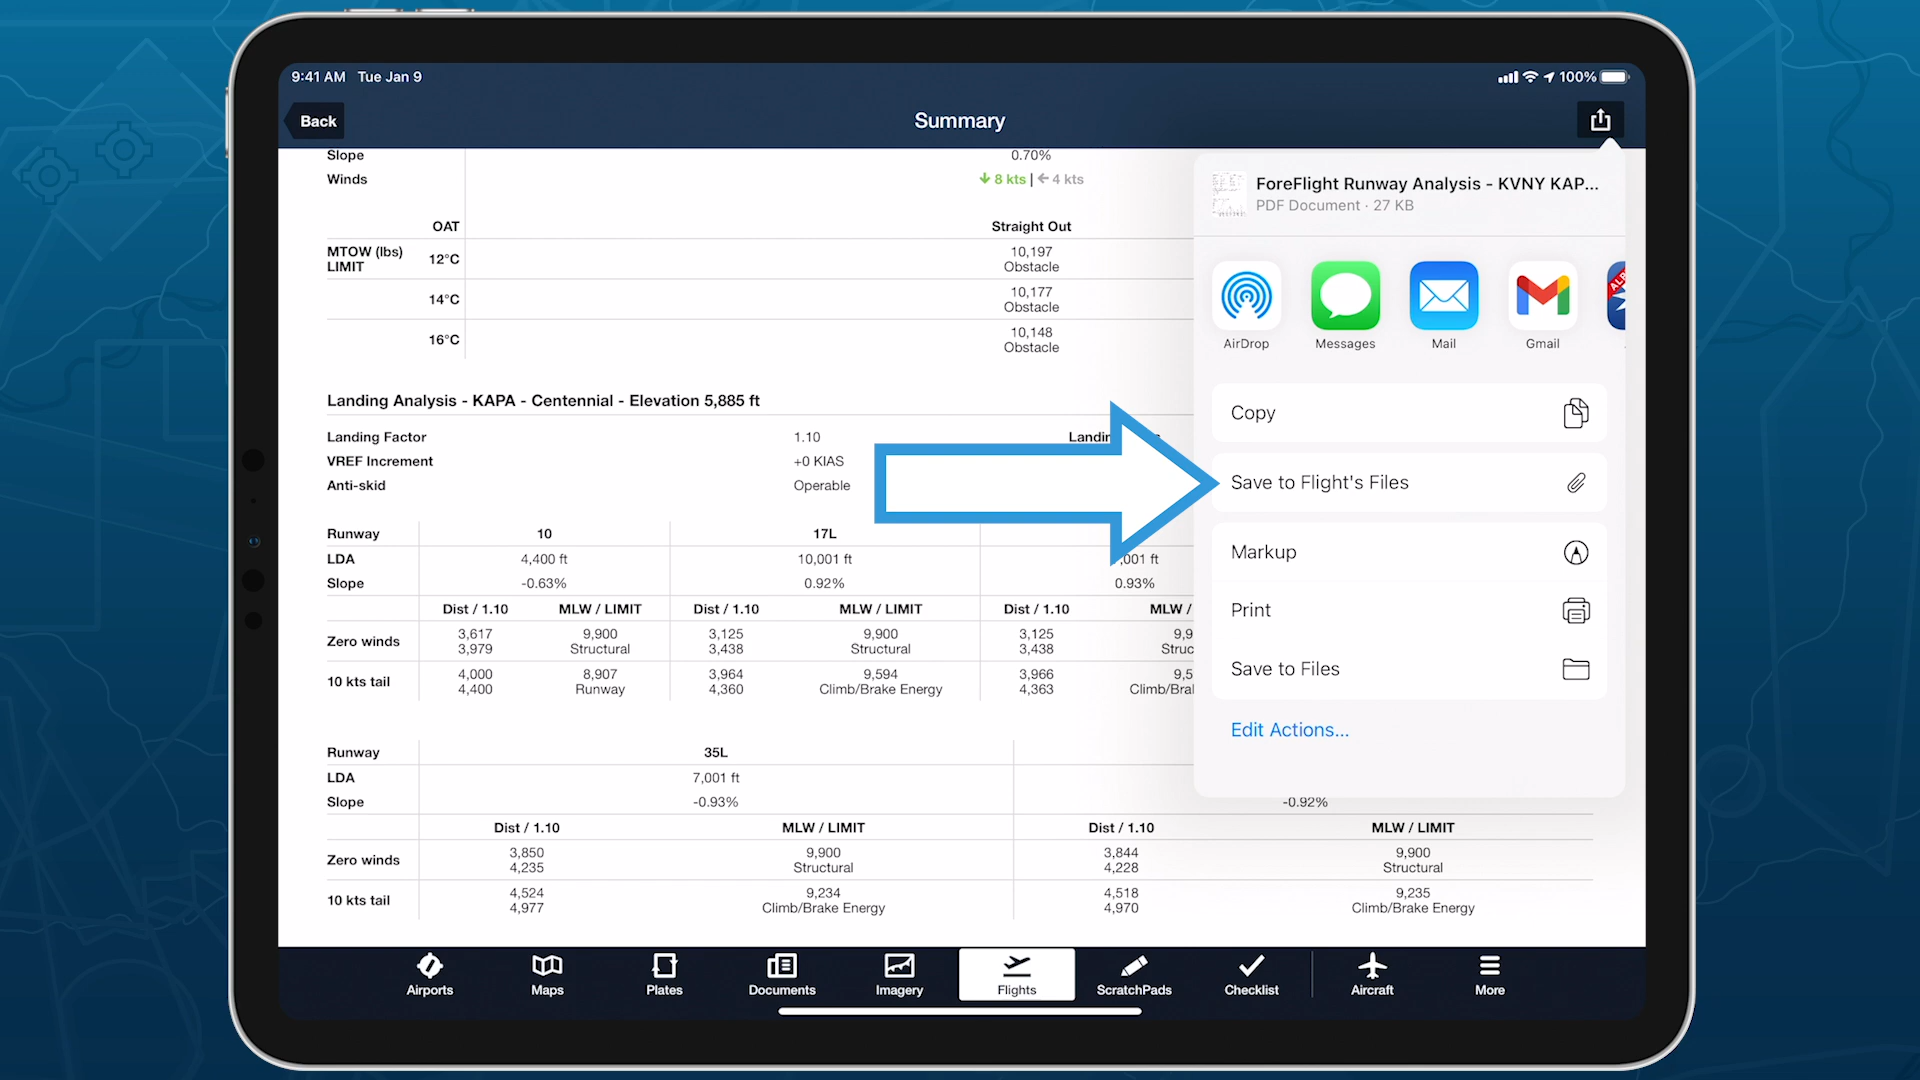 9:41 AM Tue Jan 9
100%
Back
Summary
Slope 0.70%
Winds 8 kts | 4 kts
OAT Straight Out
MTOW (lbs) LIMIT 12°C 10,197 Obstacle
14°C 10,177 Obstacle
16°C 10,148 Obstacle
Landing Analysis - KAPA - Centennial - Elevation 5,885 ft
Landing Factor 1.10
VREF Increment +0 KIAS
Anti-skid Operable
Runway 10 17L
LDA 4,400 ft 10,001 ft
Slope -0.63% 0.92% 0.93%
Dist / 1.10 MLW / LIMIT Dist / 1.10 MLW / LIMIT Dist / 1.10 MLW /
Zero winds 3,617 9,900 3,125 9,900 3,125
3,979 Structural 3,438 Structural 3,438
10 kts tail 4,000 8,907 3,964 9,594 3,966
4,400 Runway 4,360 Climb/Brake Energy 4,363
Runway 35L
LDA 7,001 ft
Slope -0.93% -0.92%
Dist / 1.10 MLW / LIMIT Dist / 1.10 MLW / LIMIT
Zero winds 3,850 9,900 3,844 9,900
4,235 Structural 4,228 Structural
10 kts tail 4,524 9,234 4,518 9,235
4,977 Climb/Brake Energy 4,970 Climb/Brake Energy
ForeFlight Runway Analysis - KVNY KAP...
PDF Document · 27 KB
AirDrop Messages Mail Gmail
Copy
Save to Flight's Files
Markup
Print
Save to Files
Edit Actions...
Airports Maps Plates Documents Imagery Flights ScratchPads Checklist Aircraft More